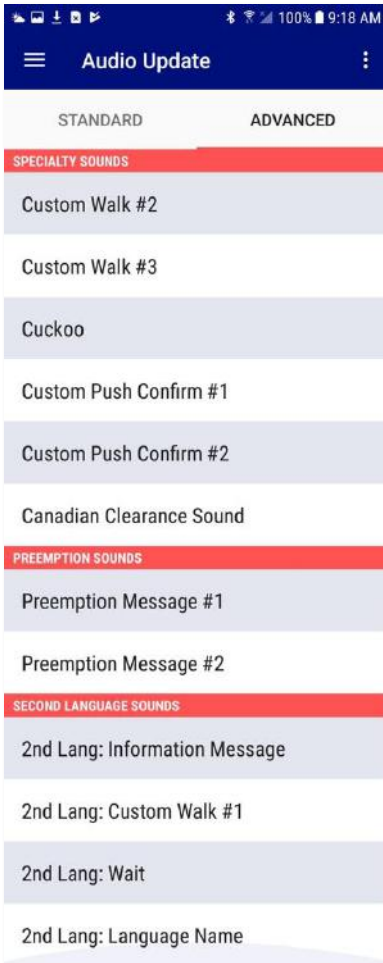 100% 9:18 AM
Audio Update
STANDARD ADVANCED
SPECIALTY SOUNDS
Custom Walk #2
Custom Walk #3
Cuckoo
Custom Push Confirm #1
Custom Push Confirm #2
Canadian Clearance Sound
PREEMPTION SOUNDS
Preemption Message #1
Preemption Message #2
SECOND LANGUAGE SOUNDS
2nd Lang: Information Message
2nd Lang: Custom Walk #1
2nd Lang: Wait
2nd Lang: Language Name